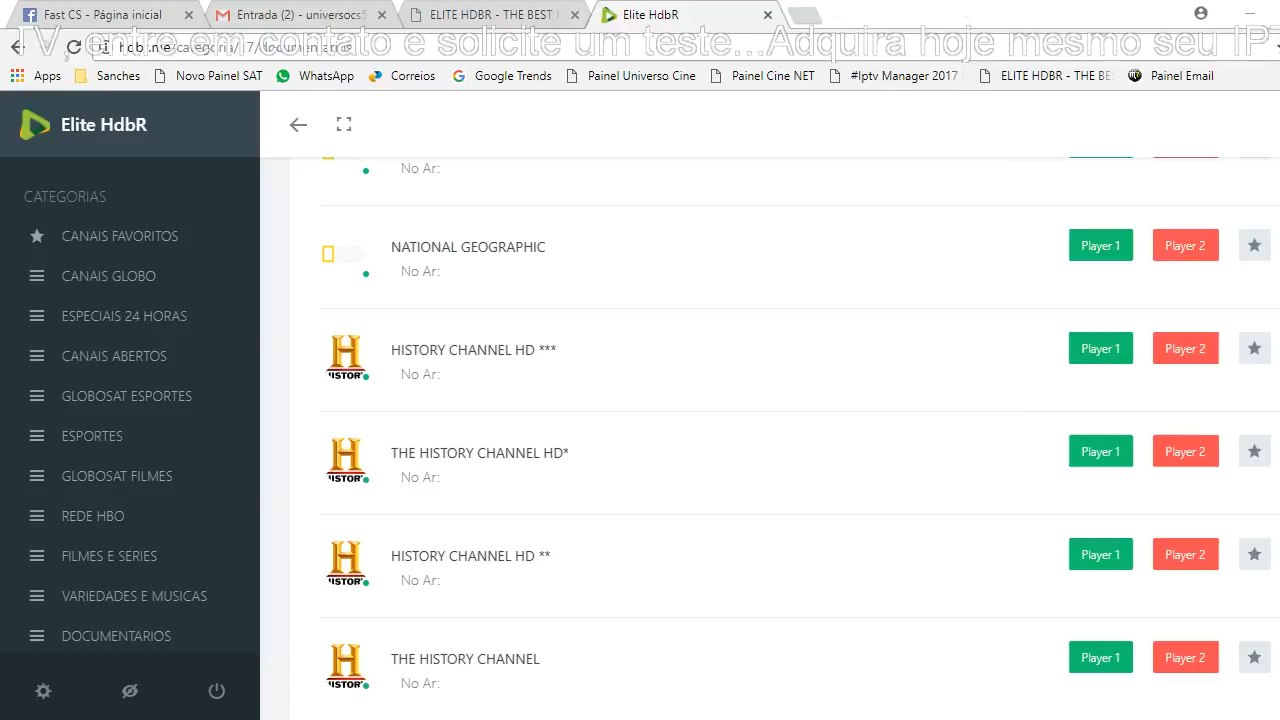 Fast CS - Página inicial
Entrada (2) - universocs5
ELITE HDBR - THE BEST
Elite HdbR
TV, entre em contato e solicite um teste...Adquira hoje mesmo seu IPT
Apps
Sanches
Novo Painel SAT
WhatsApp
Correios
Google Trends
Painel Universo Cine
Painel Cine NET
#Iptv Manager 2017
ELITE HDBR - THE BE
Painel Email
Elite HdbR
CATEGORIAS
CANAIS FAVORITOS
CANAIS GLOBO
ESPECIAIS 24 HORAS
CANAIS ABERTOS
GLOBOSAT ESPORTES
ESPORTES
GLOBOSAT FILMES
REDE HBO
FILMES E SERIES
VARIEDADES E MUSICAS
DOCUMENTARIOS
No Ar:
NATIONAL GEOGRAPHIC
No Ar:
Player 1
Player 2
HISTORY CHANNEL HD ***
No Ar:
Player 1
Player 2
THE HISTORY CHANNEL HD*
No Ar:
Player 1
Player 2
HISTORY CHANNEL HD **
No Ar:
Player 1
Player 2
THE HISTORY CHANNEL
No Ar:
Player 1
Player 2